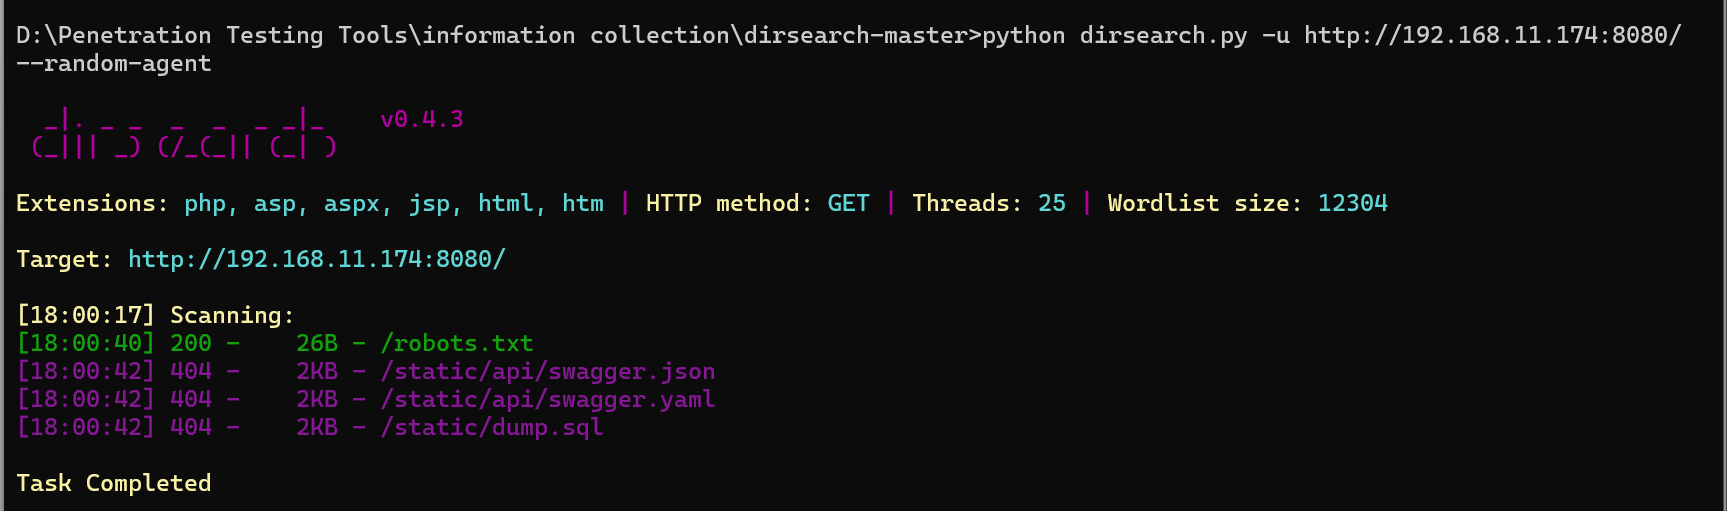 D:\Penetration Testing Tools\information collection\dirsearch-master>python dirsearch.py -u http://192.168.11.174:8080/
--random-agent
  _|. _ _  _  _  _ _|_    v0.4.3
 (_||| _) (/_(_|| (_| )
Extensions: php, asp, aspx, jsp, html, htm | HTTP method: GET | Threads: 25 | Wordlist size: 12304
Target: http://192.168.11.174:8080/
[18:00:17] Scanning:
[18:00:40] 200 -    26B - /robots.txt
[18:00:42] 404 -    2KB - /static/api/swagger.json
[18:00:42] 404 -    2KB - /static/api/swagger.yaml
[18:00:42] 404 -    2KB - /static/dump.sql
Task Completed